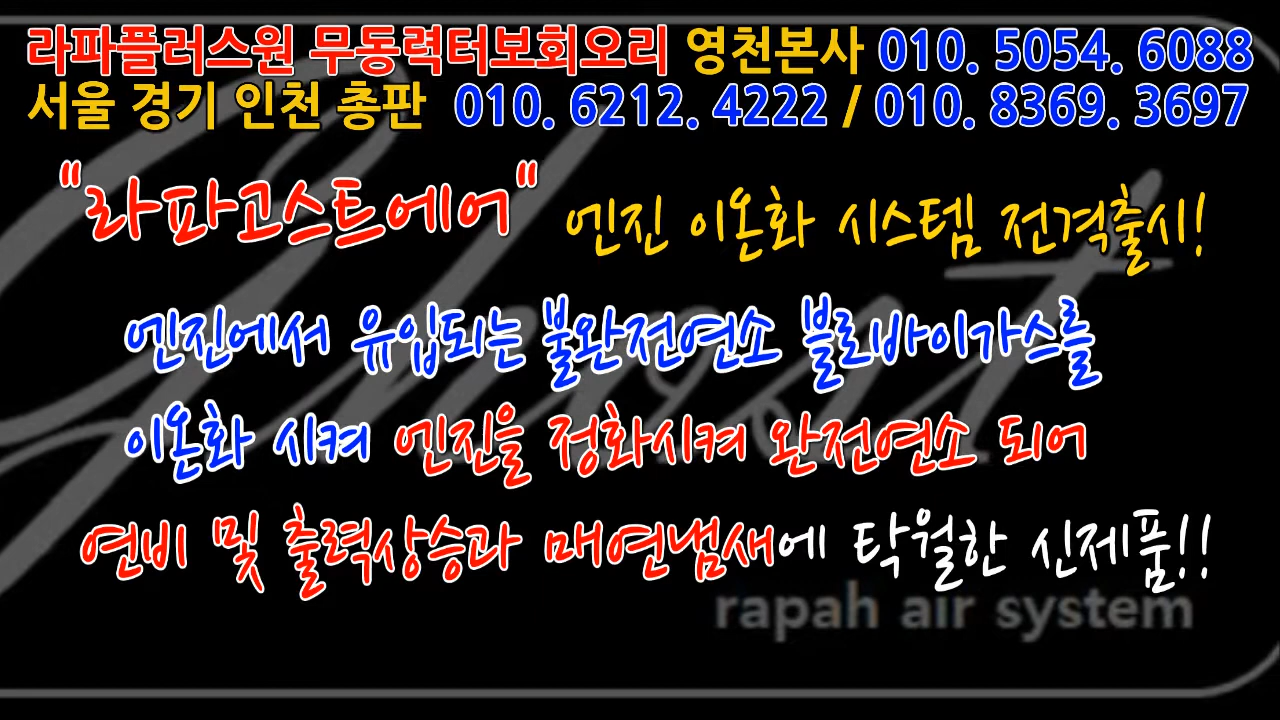 라파플러스원 무동력터보회오리 영천본사 010. 5054. 6088
서울 경기 인천 총판 010. 6212. 4222 / 010. 8369. 3697
"라파고스트에어" 엔진 이온화 시스템 전격출시!
엔진에서 유입되는 불완전연소 블로바이가스를
이온화 시켜 엔진을 정화시켜 완전연소 되어
연비 및 출력상승과 매연냄새에 탁월한 신제품!!
Ghost
rapah air system